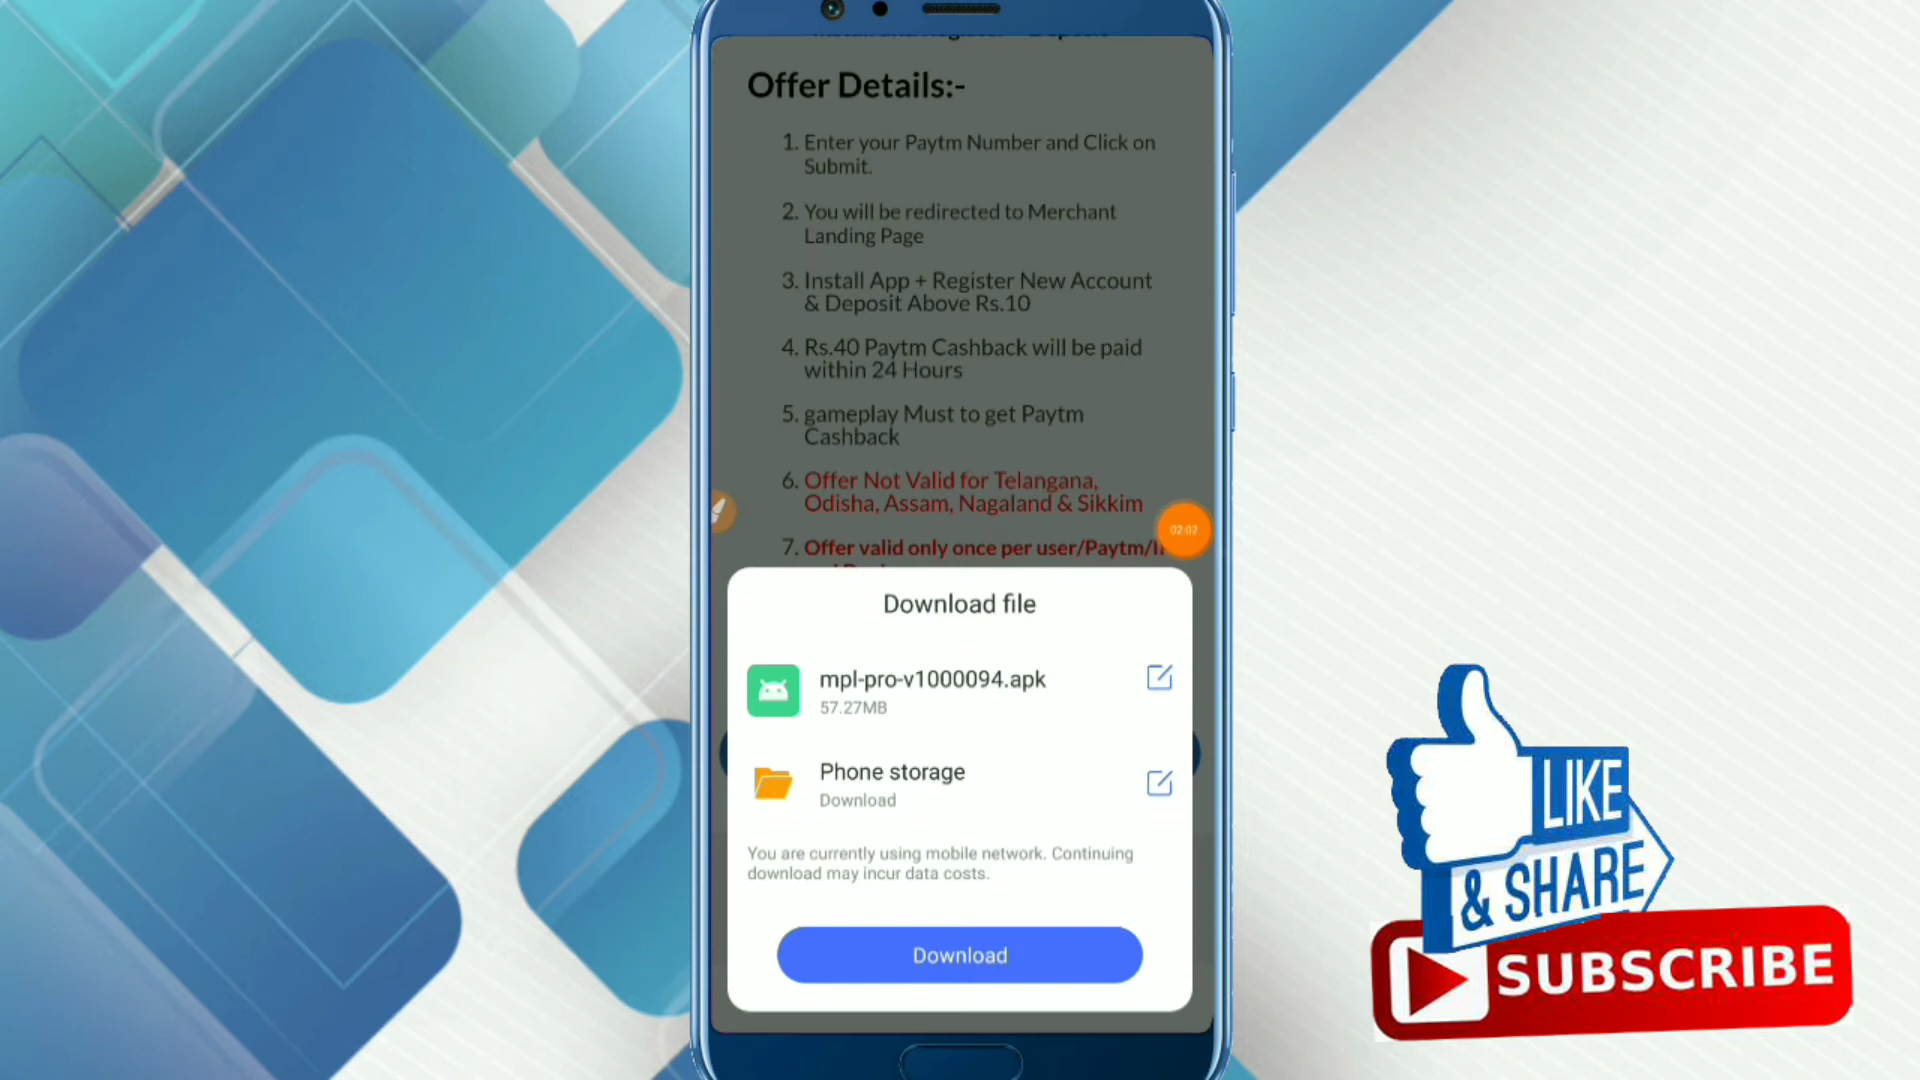 Offer Details:-
1. Enter your Paytm Number and Click on
Submit.
2. You will be redirected to Merchant
Landing Page
3. Install App + Register New Account
& Deposit Above Rs.10
4. Rs.40 Paytm Cashback will be paid
within 24 Hours
5. gameplay Must to get Paytm
Cashback
6. Offer Not Valid for Telangana,
Odisha, Assam, Nagaland & Sikkim
02:02
7. Offer valid only once per
Download file
mpl-pro-v1000094.apk
57.27MB
Phone storage
Download
You are currently using mobile network. Continuing
download may incur data costs.
Download
LIKE
& SHARE
SUBSCRIBE